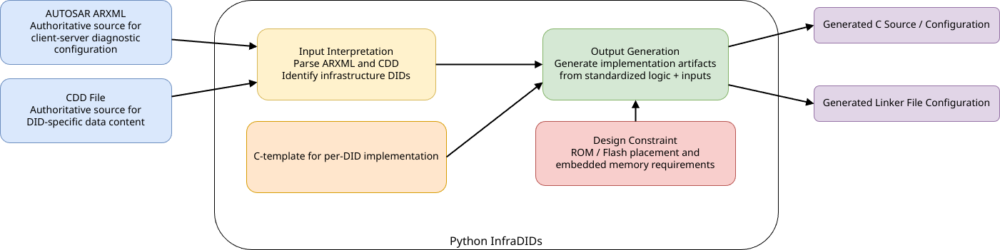 AUTOSAR ARXML
Authoritative source for
client-server diagnostic
configuration
CDD File
Authoritative source for
DID-specific data content
Input Interpretation
Parse ARXML and CDD
Identify infrastructure DIDs
C-template for per-DID implementation
Output Generation
Generate implementation artifacts
from standardized logic + inputs
Design Constraint
ROM / Flash placement and
embedded memory requirements
Python InfraDIDs
Generated C Source / Configuration
Generated Linker File Configuration